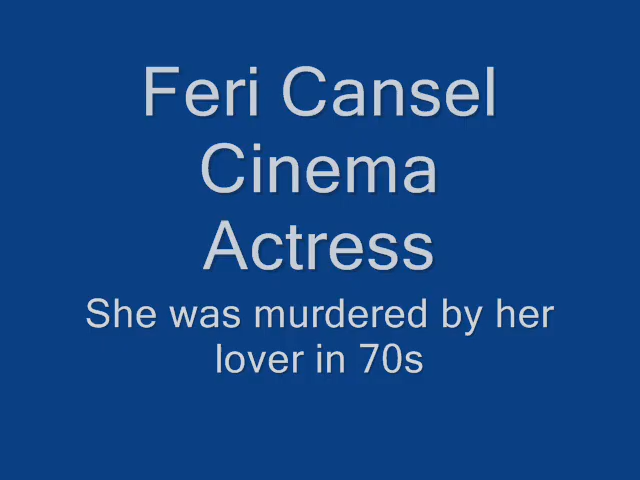 Feri Cansel
Cinema
Actress
She was murdered by her
lover in 70s